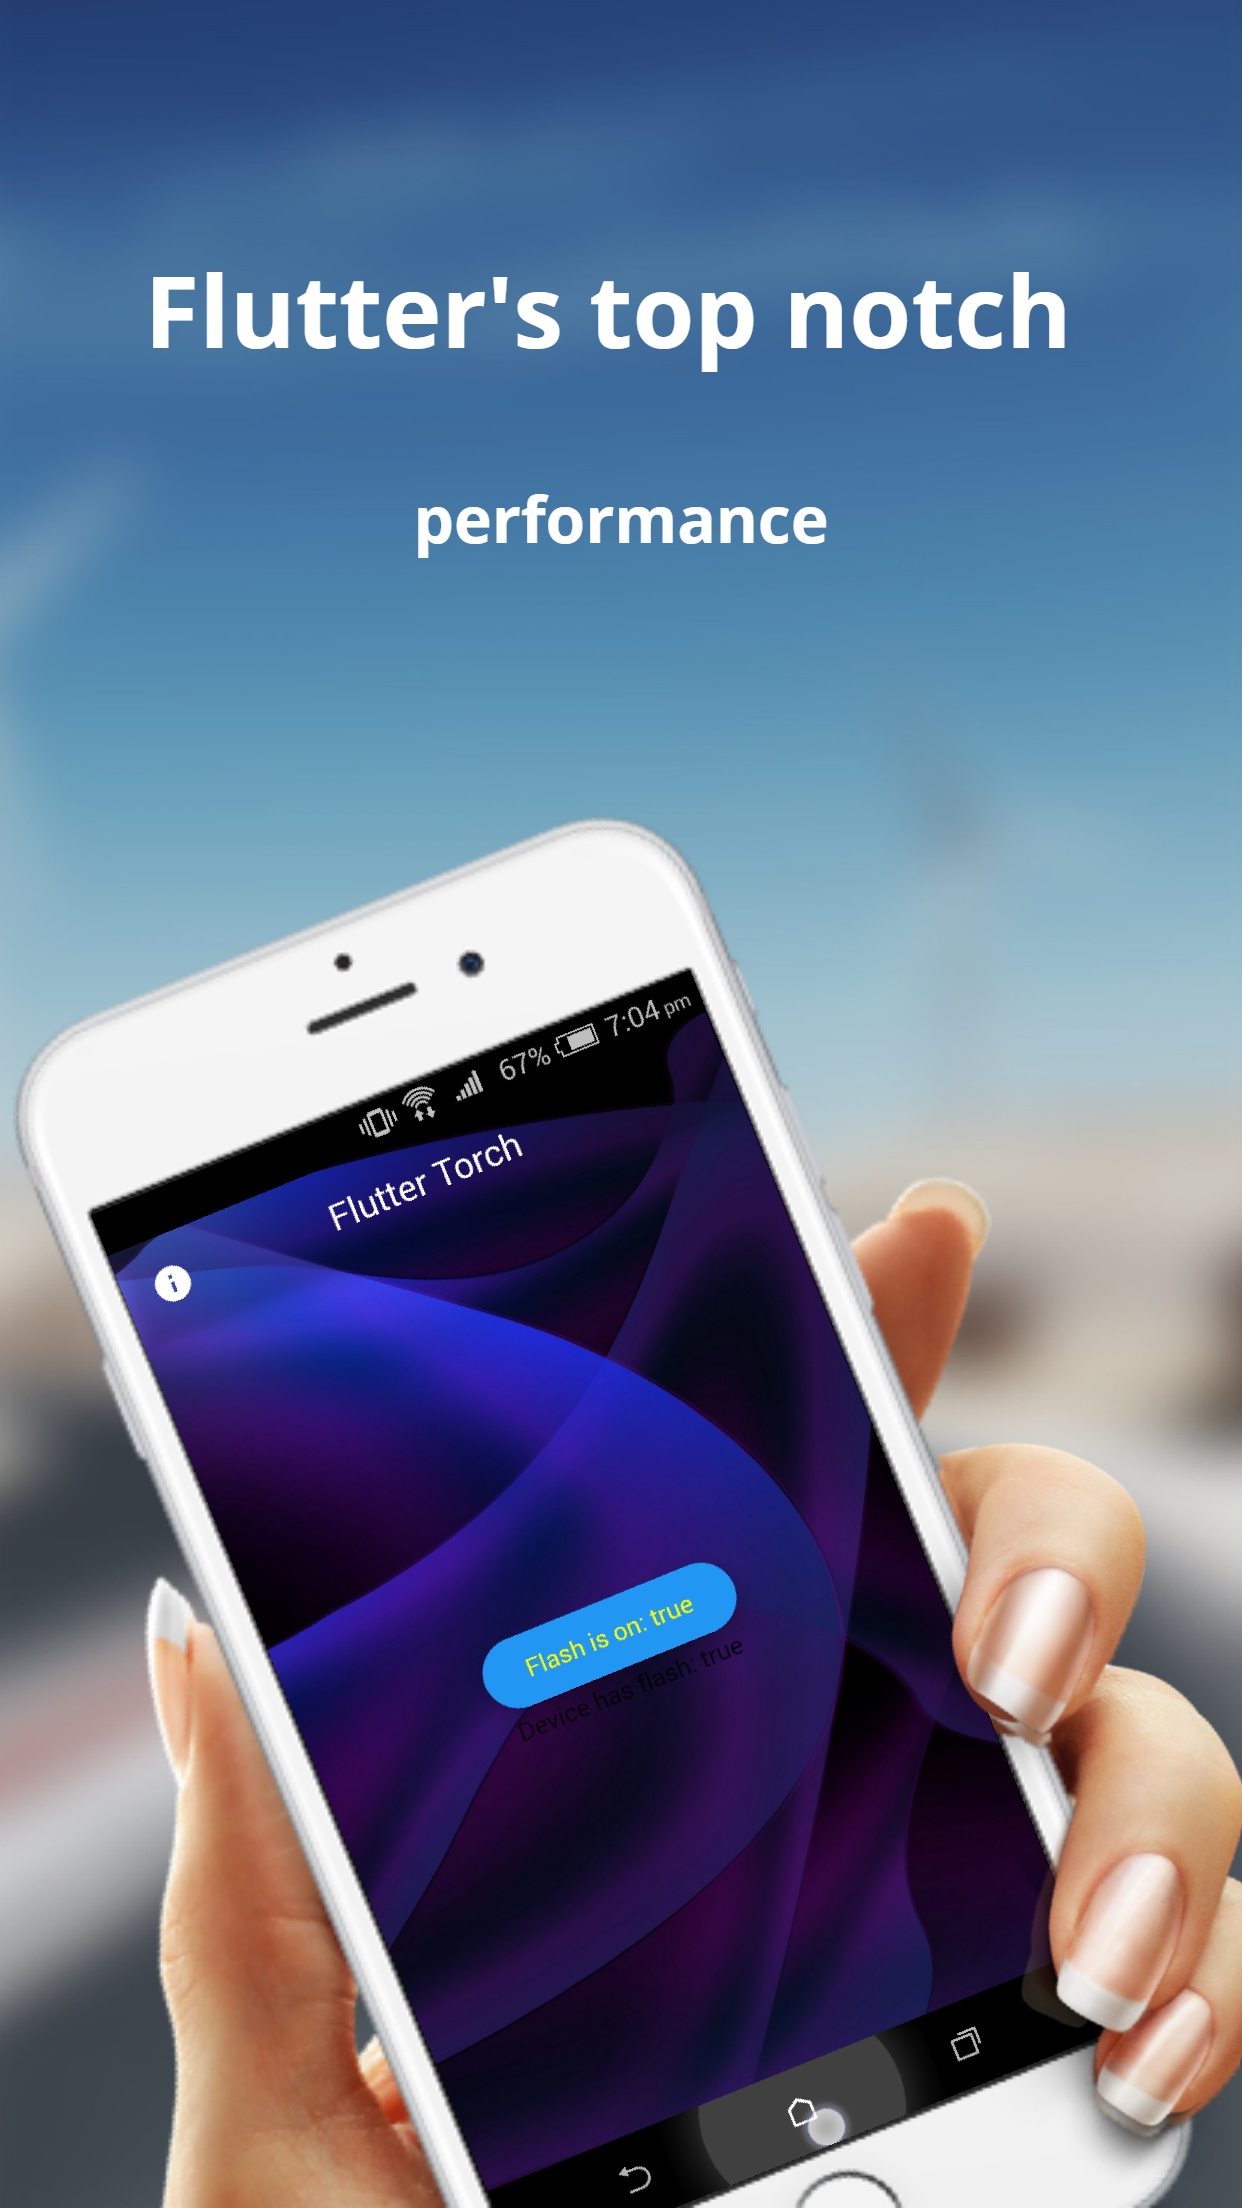 Flutter's top notch
performance
67% 7:04 pm
Flutter Torch
Flash is on: true
Device has flash: true